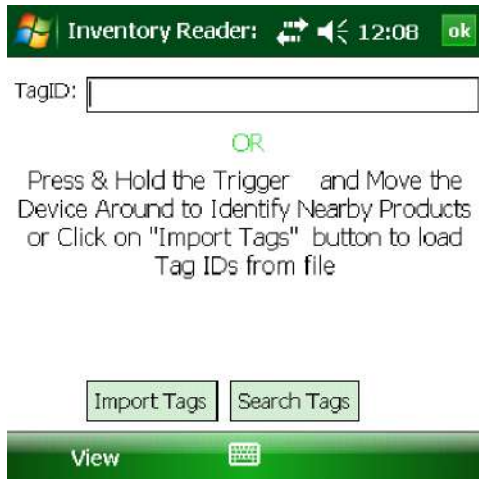 Inventory Reader: 12:08 ok
TagID:
OR
Press & Hold the Trigger and Move the
Device Around to Identify Nearby Products
or Click on "Import Tags" button to load
Tag IDs from file
Import Tags Search Tags
View